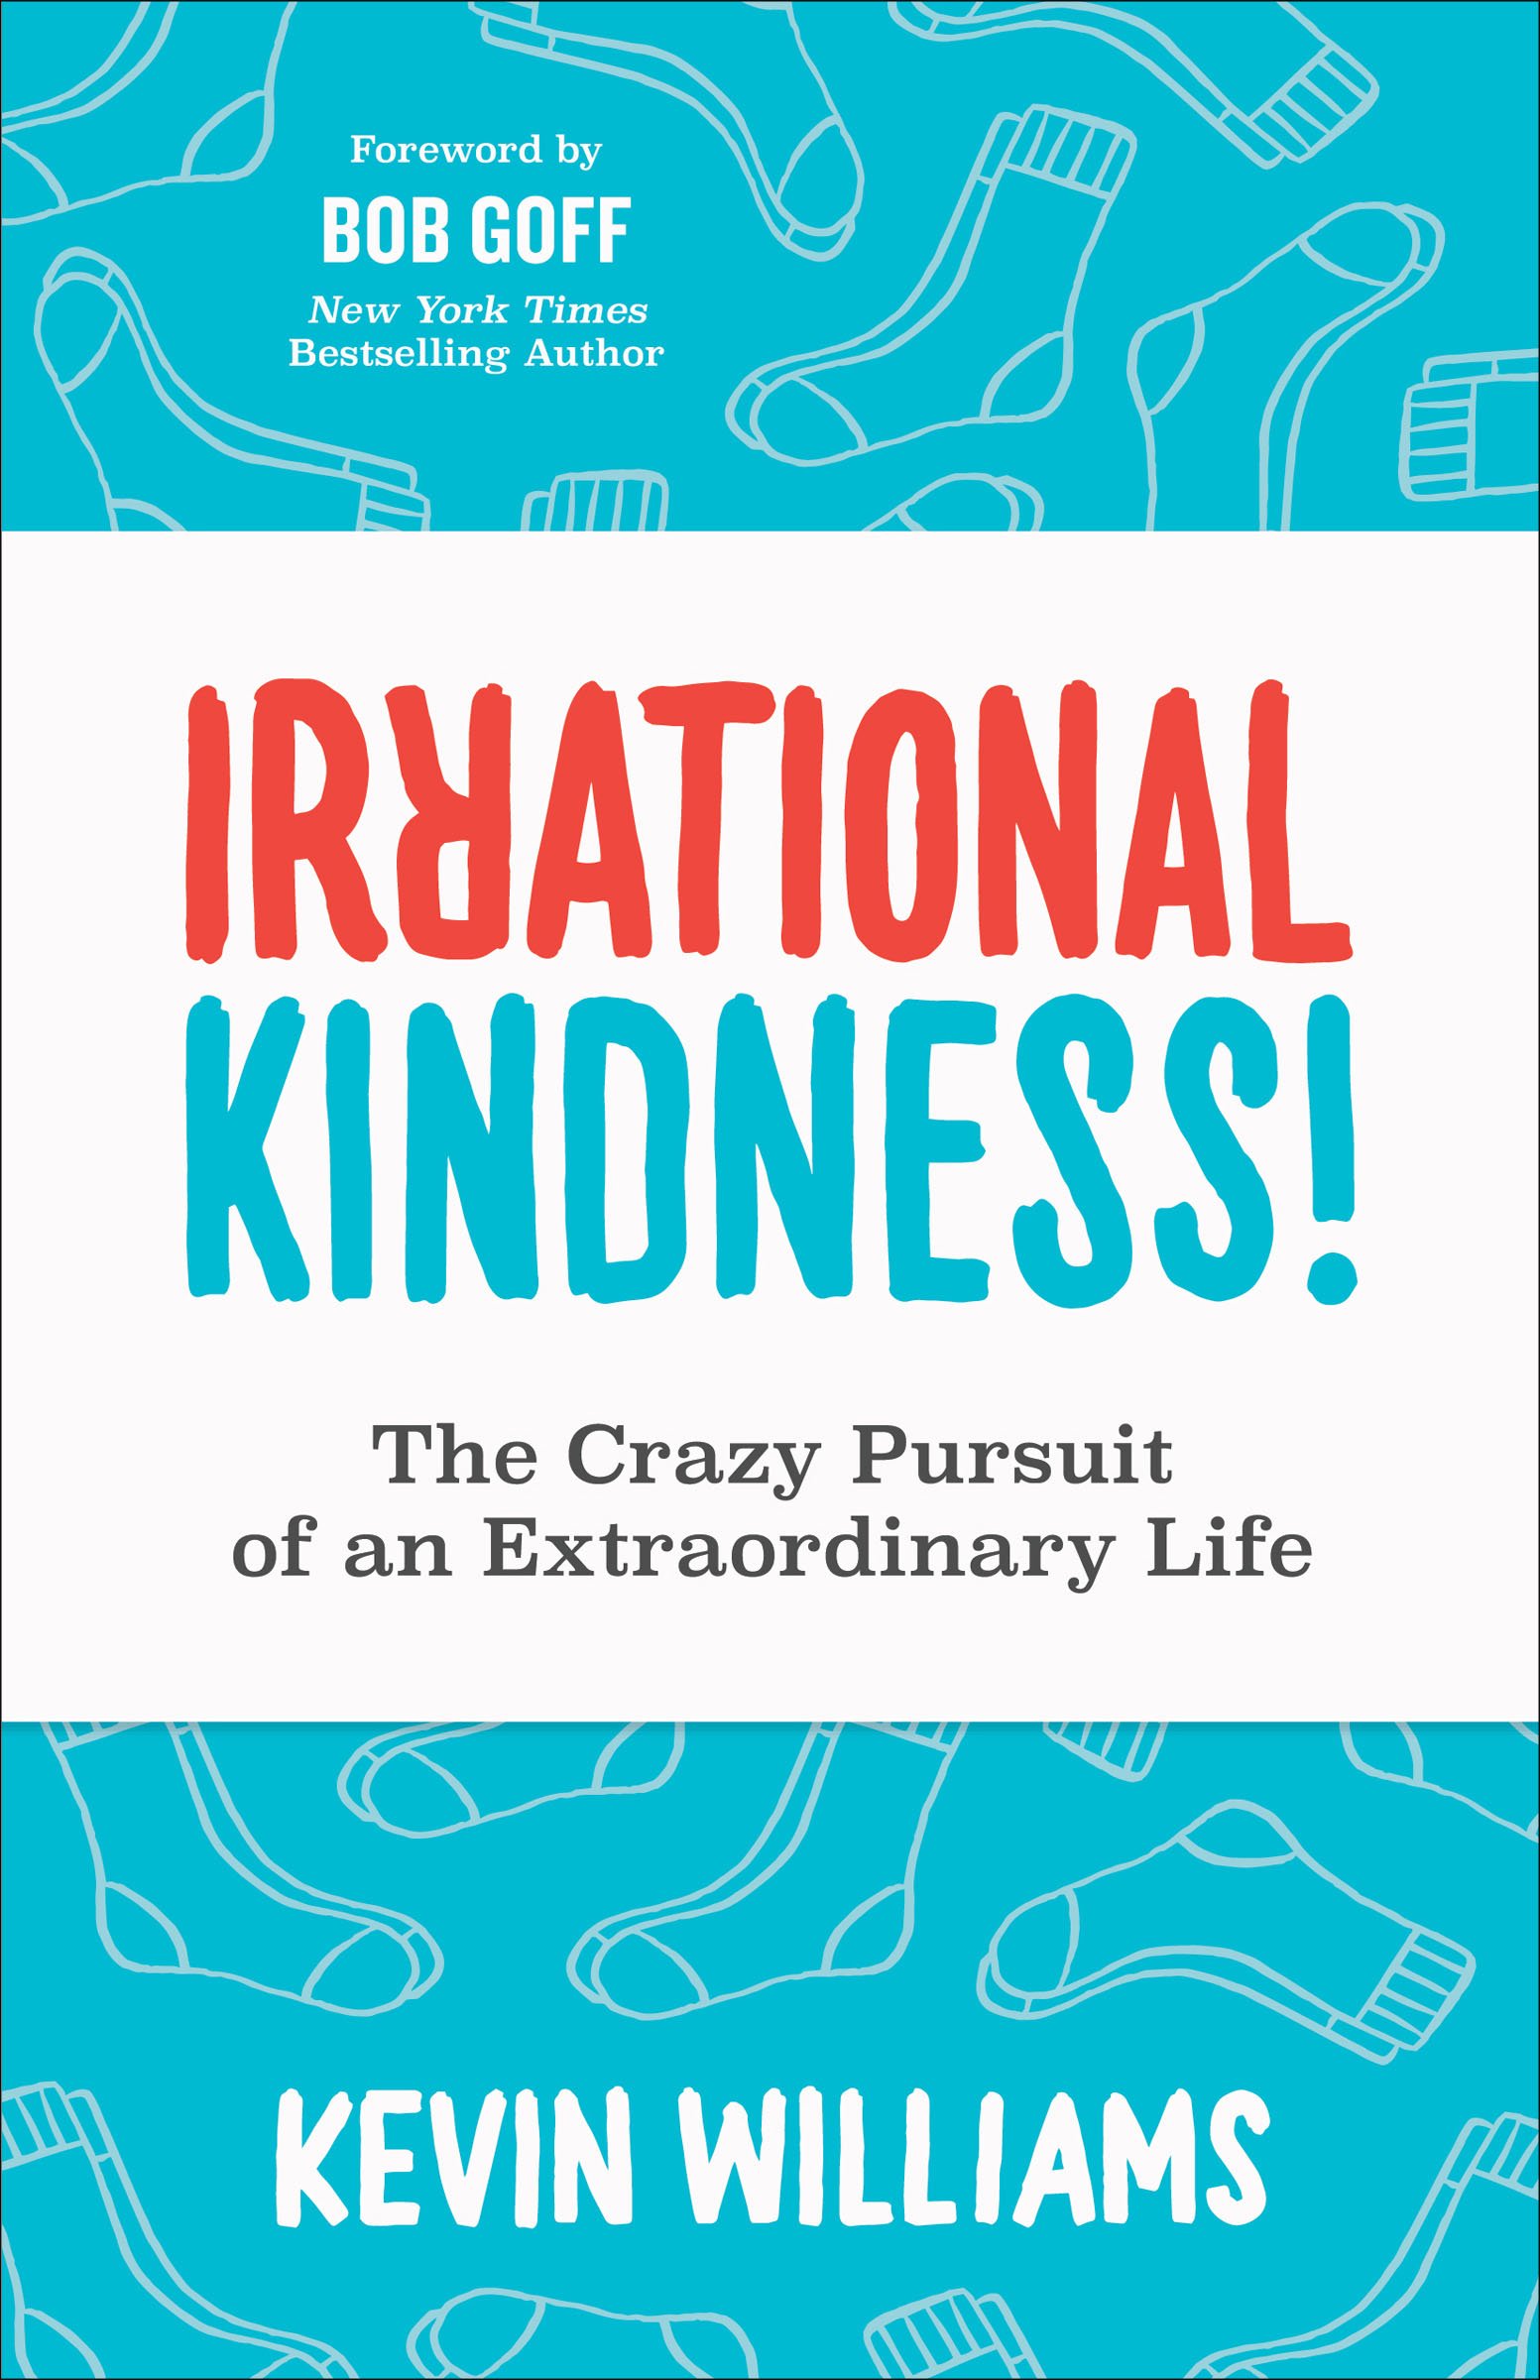 Foreword by
BOB GOFF
New York Times
Bestselling Author
IRRATIONAL
KINDNESS!
The Crazy Pursuit
of an Extraordinary Life
KEVIN WILLIAMS